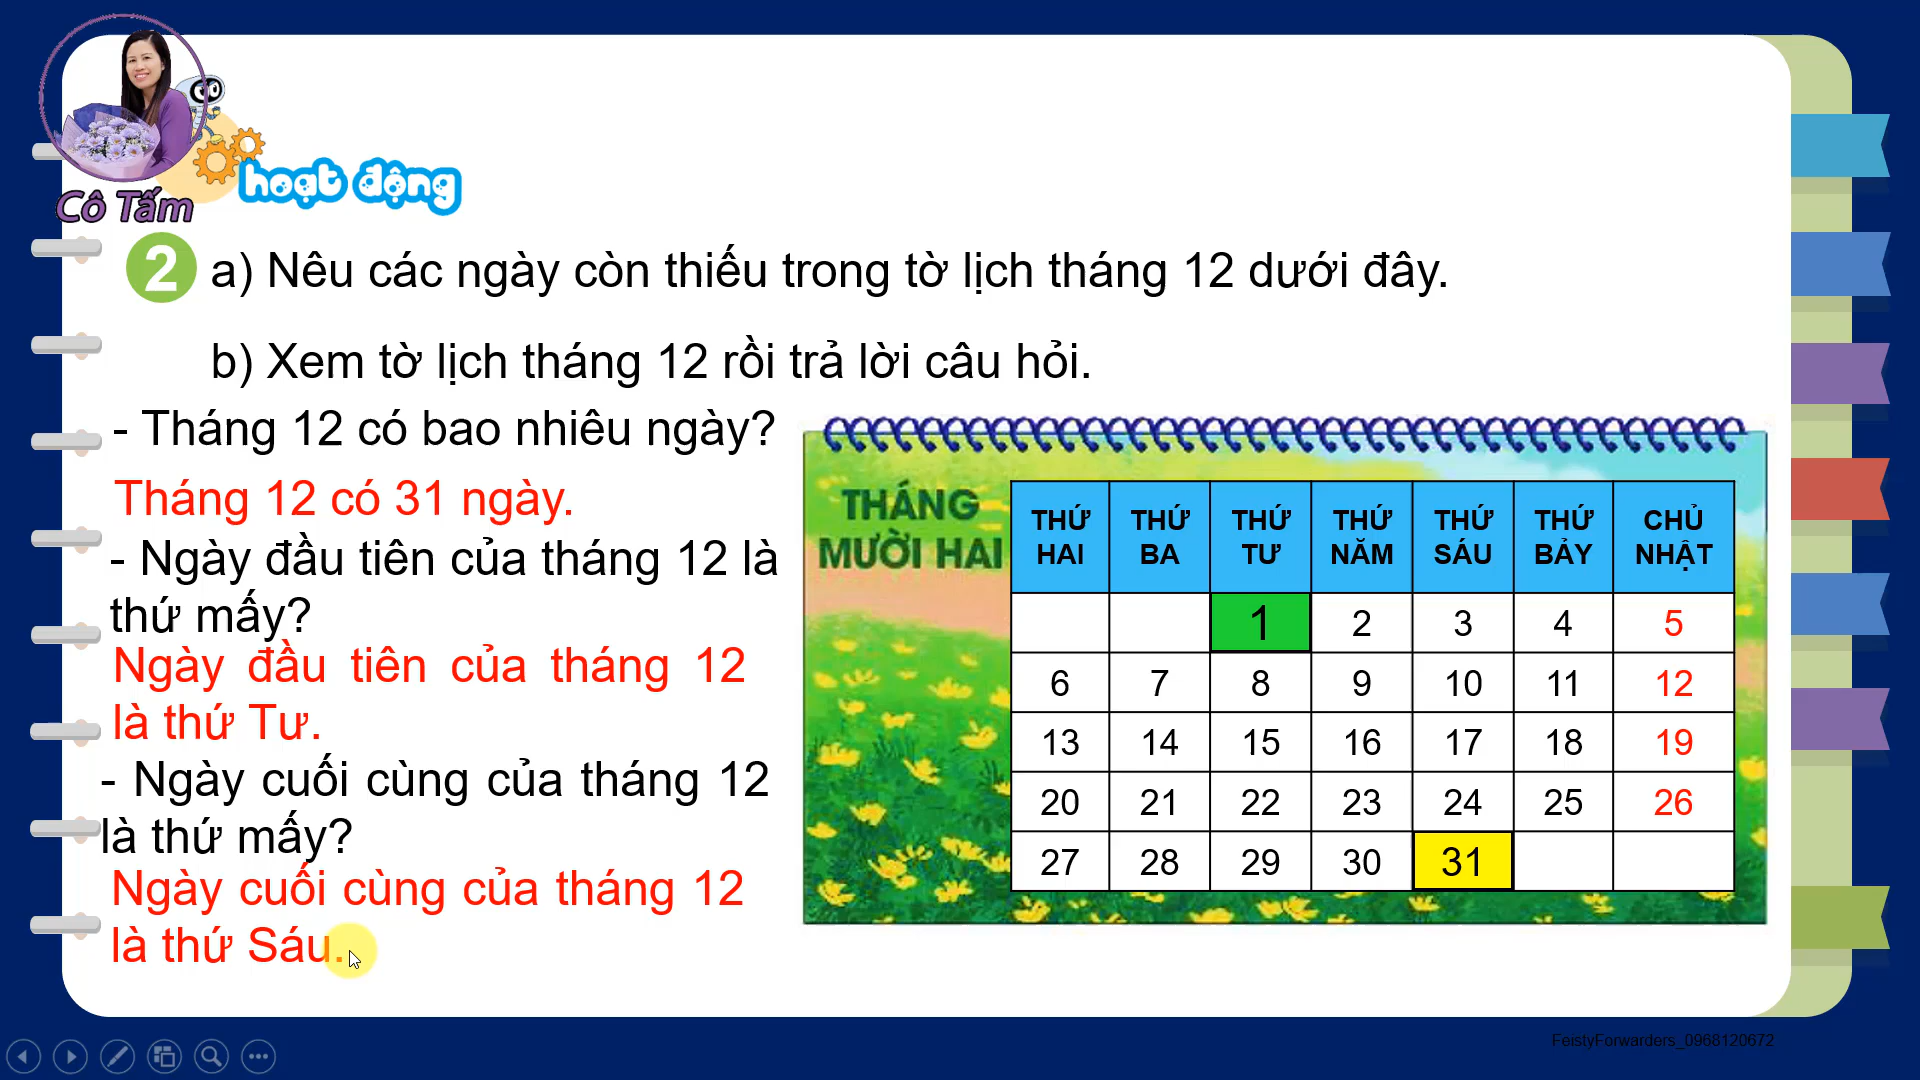 Cô Tấm
hoạt động
2 a) Nêu các ngày còn thiếu trong tờ lịch tháng 12 dưới đây.
b) Xem tờ lịch tháng 12 rồi trả lời câu hỏi.
- Tháng 12 có bao nhiêu ngày?
Tháng 12 có 31 ngày.
- Ngày đầu tiên của tháng 12 là
thứ mấy?
Ngày đầu tiên của tháng 12
là thứ Tư.
- Ngày cuối cùng của tháng 12
là thứ mấy?
Ngày cuối cùng của tháng 12
là thứ Sáu.
THÁNG
MƯỜI HAI
THỨ HAI THỨ BA THỨ TƯ THỨ NĂM THỨ SÁU THỨ BẢY CHỦ NHẬT
1 2 3 4 5
6 7 8 9 10 11 12
13 14 15 16 17 18 19
20 21 22 23 24 25 26
27 28 29 30 31
FeistyForwarders_0968120672